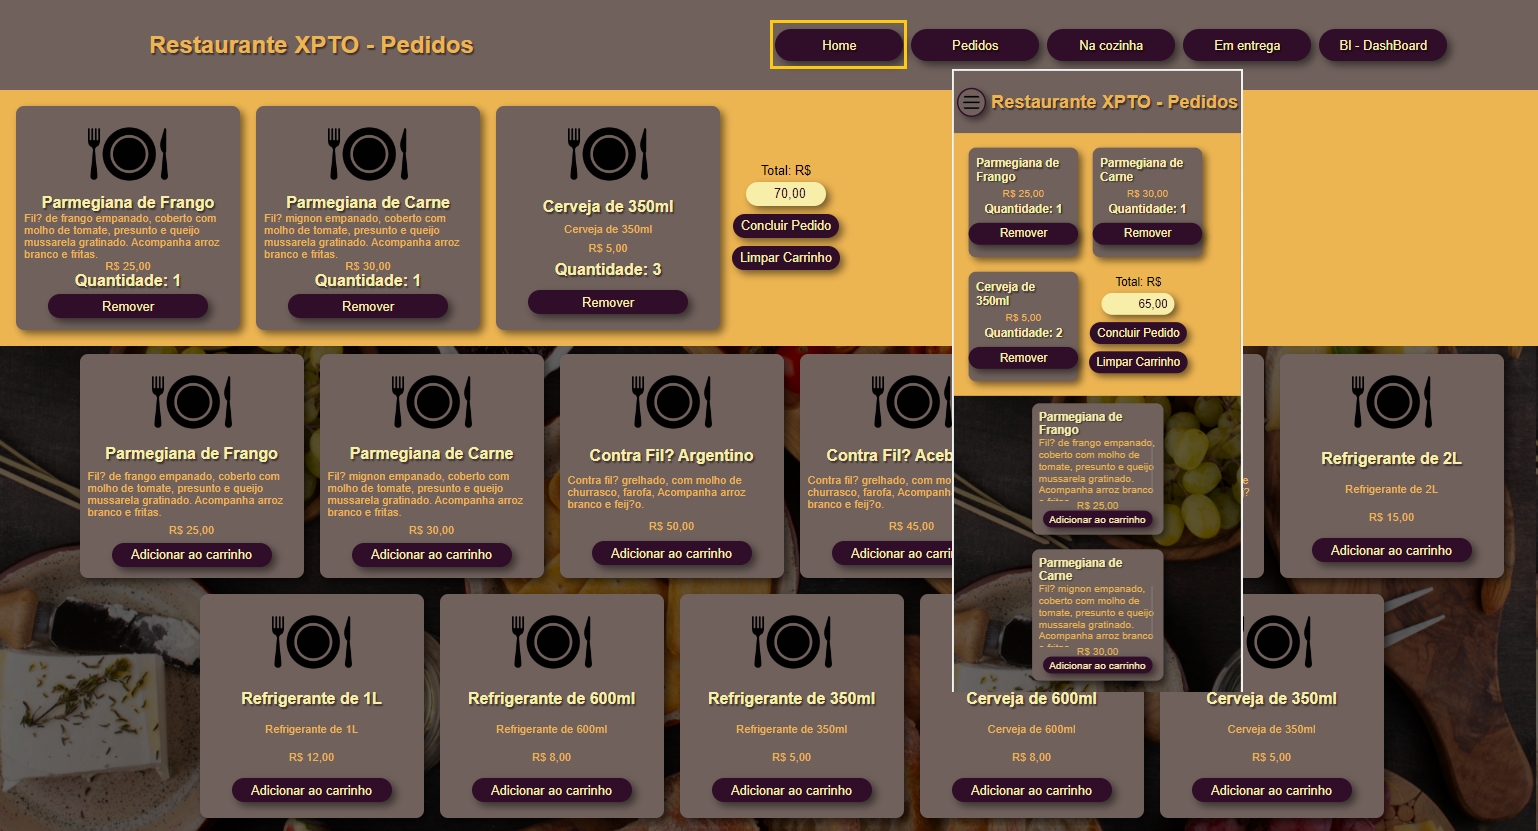 Restaurante XPTO - Pedidos
Home
Pedidos
Na cozinha
Em entrega
BI - DashBoard
Parmegiana de Frango
Fil? de frango empanado, coberto com
molho de tomate, presunto e queijo
mussarela gratinado. Acompanha arroz
branco e fritas.
R$ 25,00
Quantidade: 1
Remover
Parmegiana de Carne
Fil? mignon empanado, coberto com
molho de tomate, presunto e queijo
mussarela gratinado. Acompanha arroz
branco e fritas.
R$ 30,00
Quantidade: 1
Remover
Cerveja de 350ml
Cerveja de 350ml
R$ 5,00
Quantidade: 3
Remover
Total: R$
70,00
Concluir Pedido
Limpar Carrinho
Restaurante XPTO - Pedidos
Parmegiana de
Frango
R$ 25,00
Quantidade: 1
Remover
Parmegiana de
Carne
R$ 30,00
Quantidade: 1
Remover
Cerveja de
350ml
R$ 5,00
Quantidade: 2
Remover
Total: R$
65,00
Concluir Pedido
Limpar Carrinho
Parmegiana de
Frango
Fil? de frango empanado,
coberto com molho de
tomate, presunto e queijo
mussarela gratinado.
Acompanha arroz branco
R$ 25,00
Adicionar ao carrinho
Parmegiana de
Carne
Fil? mignon empanado,
coberto com molho de
tomate, presunto e queijo
mussarela gratinado.
Acompanha arroz branco
R$ 30,00
Adicionar ao carrinho
Parmegiana de Frango
Fil? de frango empanado, coberto com
molho de tomate, presunto e queijo
mussarela gratinado. Acompanha arroz
branco e fritas.
R$ 25,00
Adicionar ao carrinho
Parmegiana de Carne
Fil? mignon empanado, coberto com
molho de tomate, presunto e queijo
mussarela gratinado. Acompanha arroz
branco e fritas.
R$ 30,00
Adicionar ao carrinho
Contra Fil? Argentino
Contra fil? grelhado, com molho de
churrasco, farofa, Acompanha arroz
branco e feij?o.
R$ 50,00
Adicionar ao carrinho
Contra Fil?
Contra fil? grelhado, com mo
churrasco, farofa, Acompanh
branco e feij?o.
R$ 45,00
Adicionar ao carri
Refrigerante de 2L
Refrigerante de 2L
R$ 15,00
Adicionar ao carrinho
Refrigerante de 1L
Refrigerante de 1L
R$ 12,00
Adicionar ao carrinho
Refrigerante de 600ml
Refrigerante de 600ml
R$ 8,00
Adicionar ao carrinho
Refrigerante de 350ml
Refrigerante de 350ml
R$ 5,00
Adicionar ao carrinho
Cerveja de 600ml
Cerveja de 600ml
R$ 8,00
Adicionar ao carrinho
Cerveja de 350ml
Cerveja de 350ml
R$ 5,00
Adicionar ao carrinho